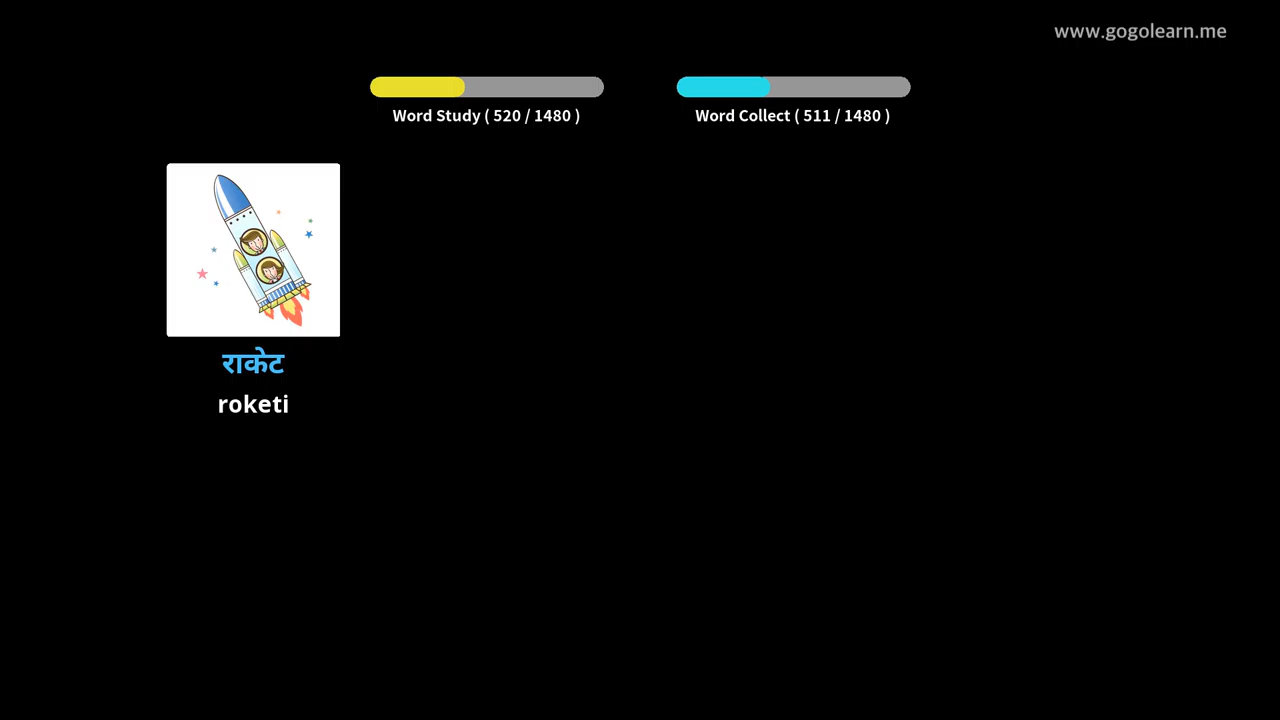 www.gogolearn.me
Word Study ( 520 / 1480 )
Word Collect ( 511 / 1480 )
राकेट
roketi